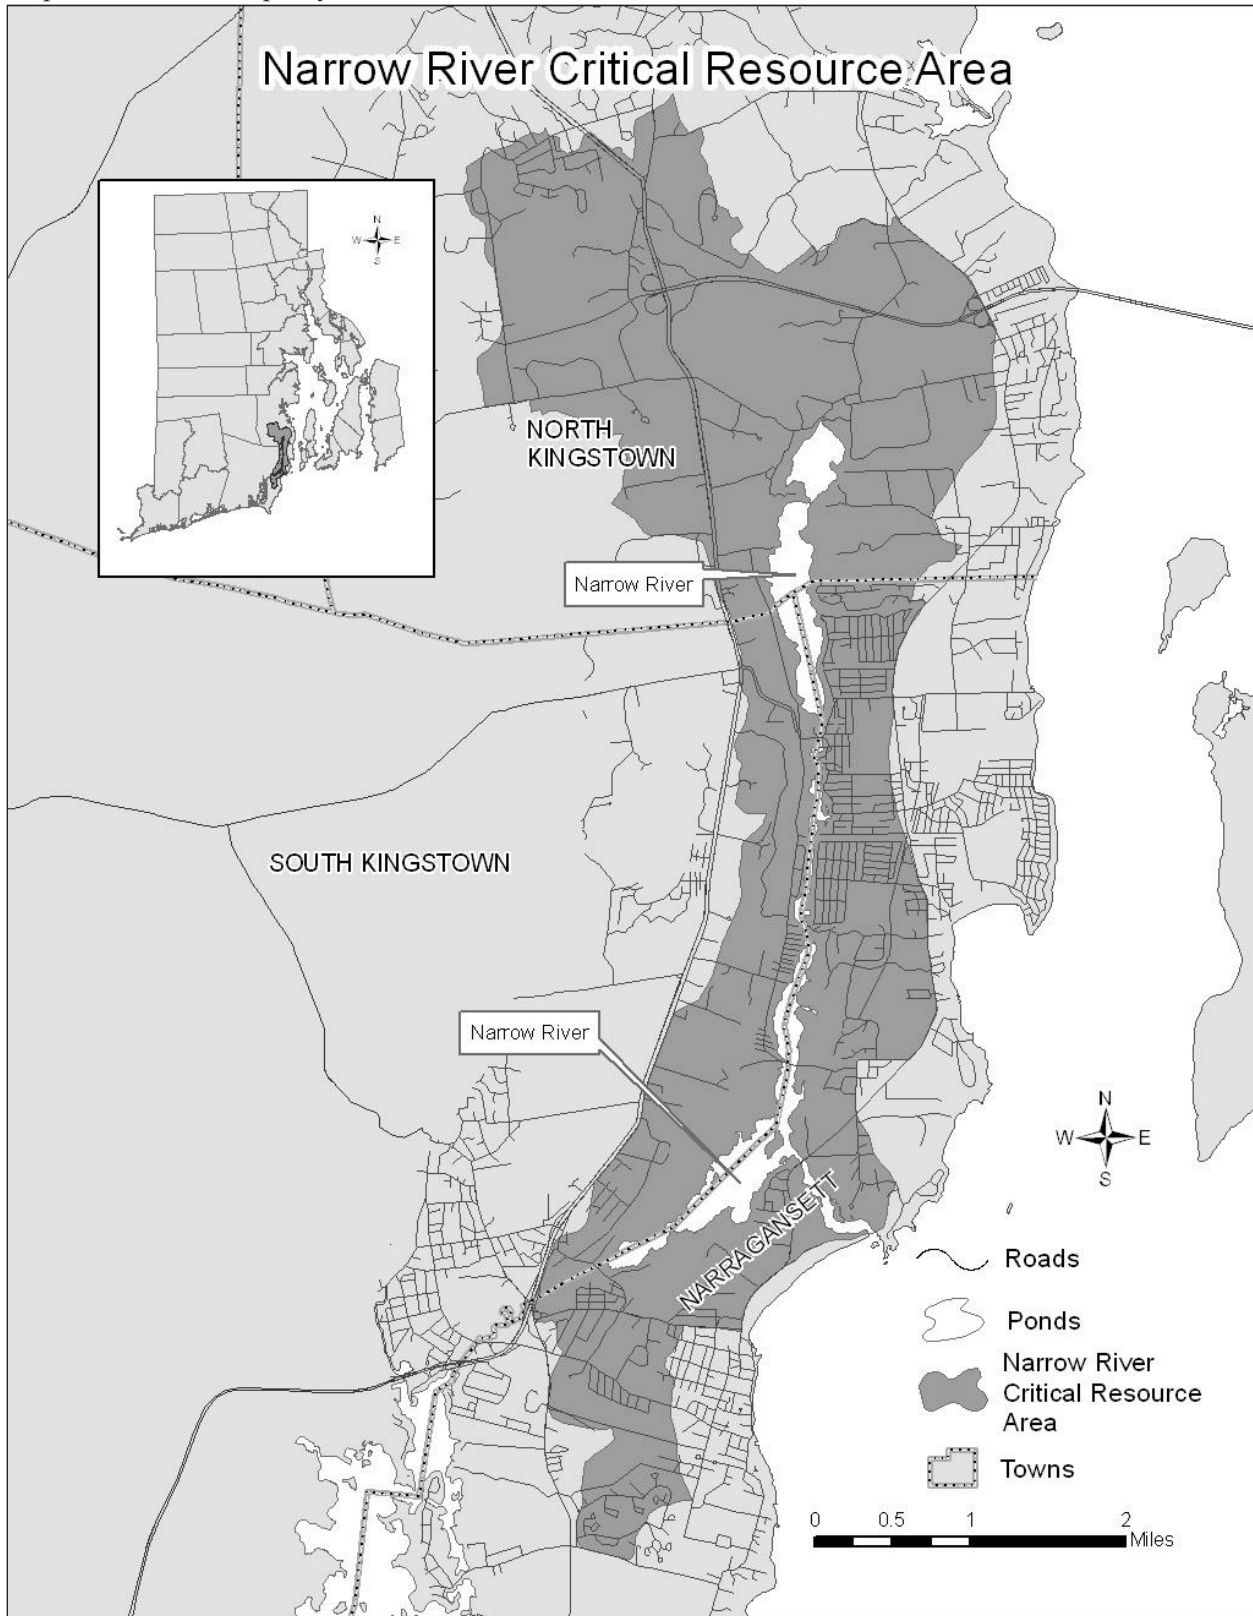 Narrow River Critical Resource Area
N
W E
S
NORTH
KINGSTOWN
Narrow River
SOUTH KINGSTOWN
Narrow River
N
W E
S
NARRAGANSETT
Roads
Ponds
Narrow River
Critical Resource
Area
Towns
0 0.5 1 2
Miles